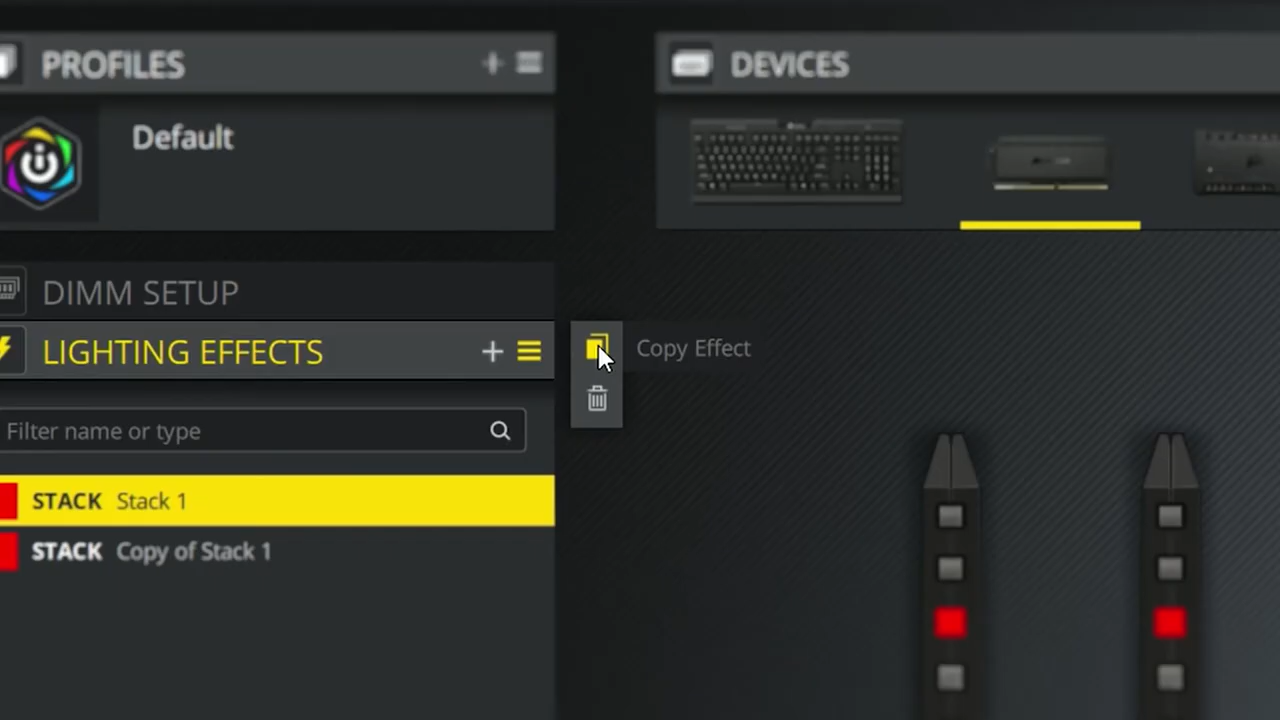 PROFILES
DEVICES
Default
DIMM SETUP
LIGHTING EFFECTS
Copy Effect
Filter name or type
STACK Stack 1
STACK Copy of Stack 1